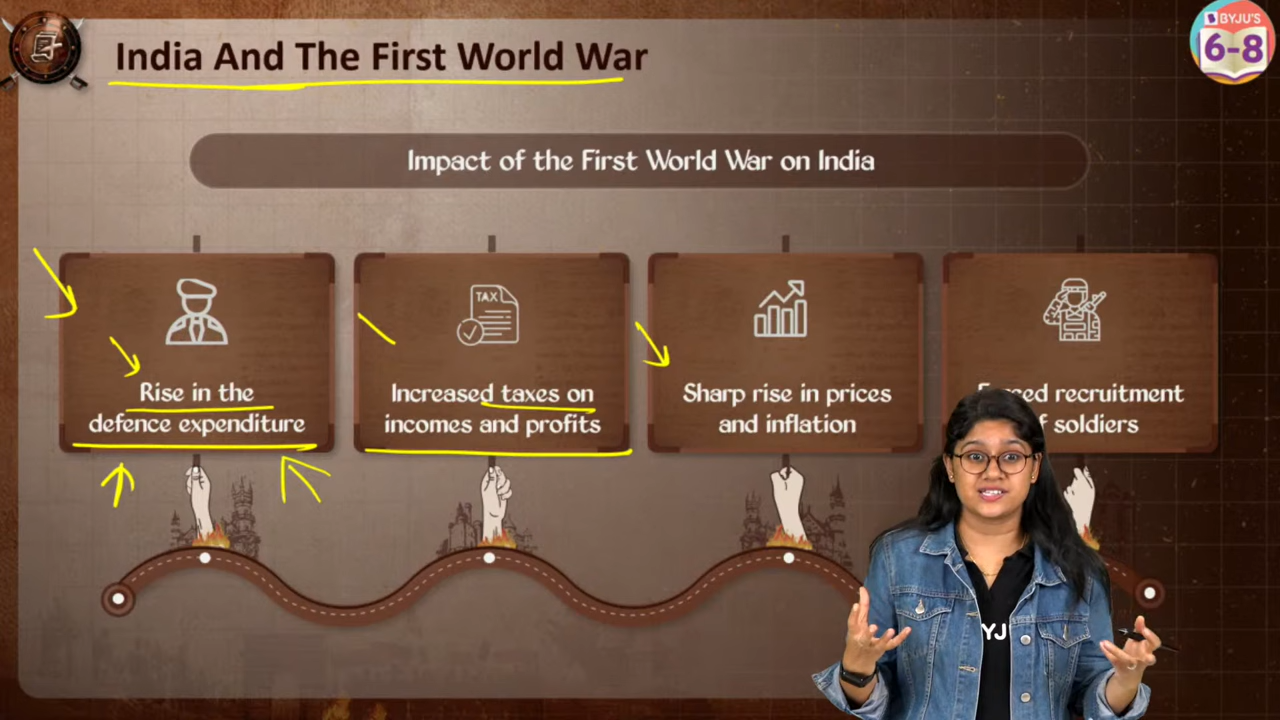 India And The First World War
BYJU'S
6-8
Impact of the First World War on India
TAX
Rise in the
defence expenditure
Increased taxes on
incomes and profits
Sharp rise in prices
and inflation
recruitment
soldiers